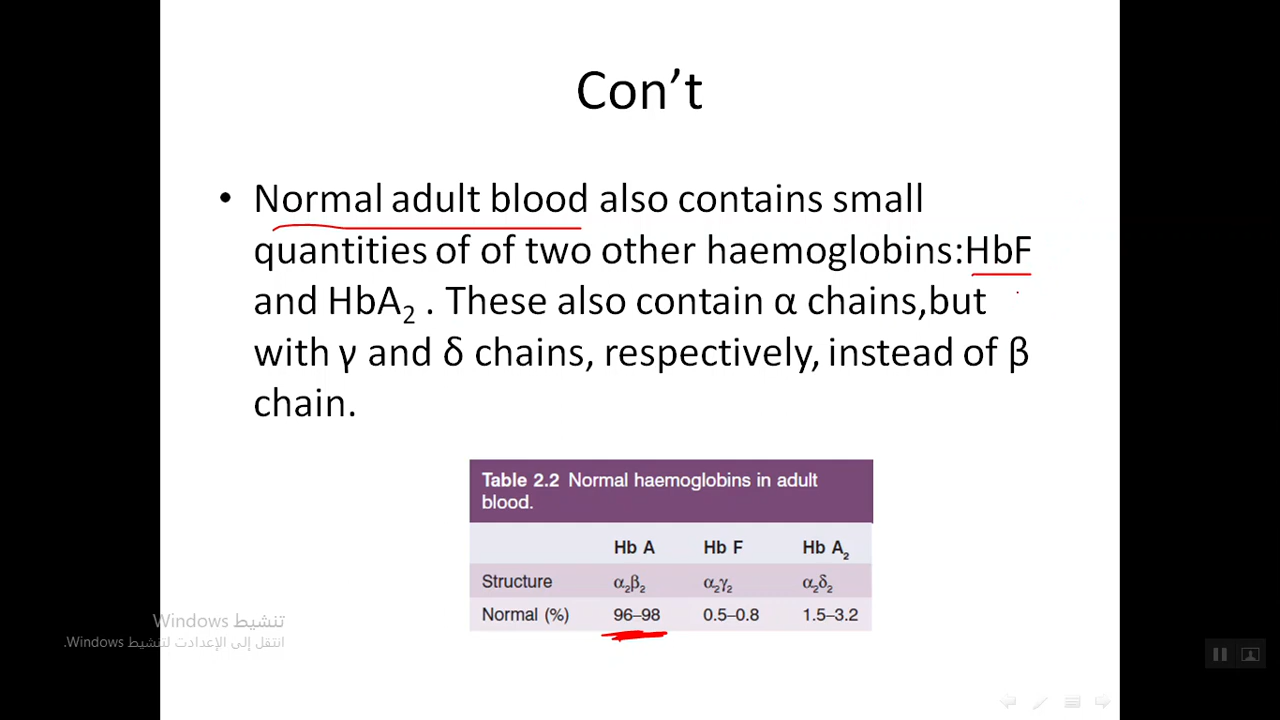 Con't
• Normal adult blood also contains small
quantities of of two other haemoglobins:HbF
and HbA₂ . These also contain α chains,but
with γ and δ chains, respectively, instead of β
chain.
Table 2.2 Normal haemoglobins in adult
blood.
Hb A Hb F Hb A₂
Structure α₂β₂ α₂γ₂ α₂δ₂
Normal (%) 96–98 0.5–0.8 1.5–3.2
تنشيط Windows
انتقل إلى الإعدادت لتنشيط Windows.